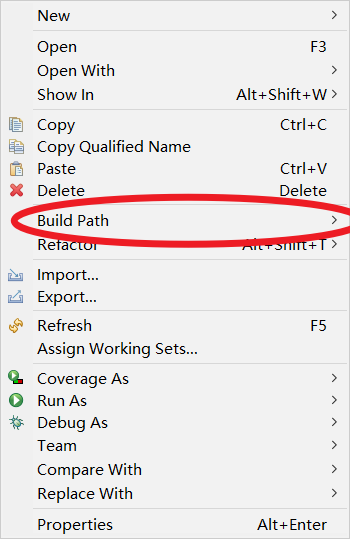 New
Open F3
Open With
Show In Alt+Shift+W
Copy Ctrl+C
Copy Qualified Name
Paste Ctrl+V
Delete Delete
Build Path
Refactor Alt+Shift+T
Import...
Export...
Refresh F5
Assign Working Sets...
Coverage As
Run As
Debug As
Team
Compare With
Replace With
Properties Alt+Enter